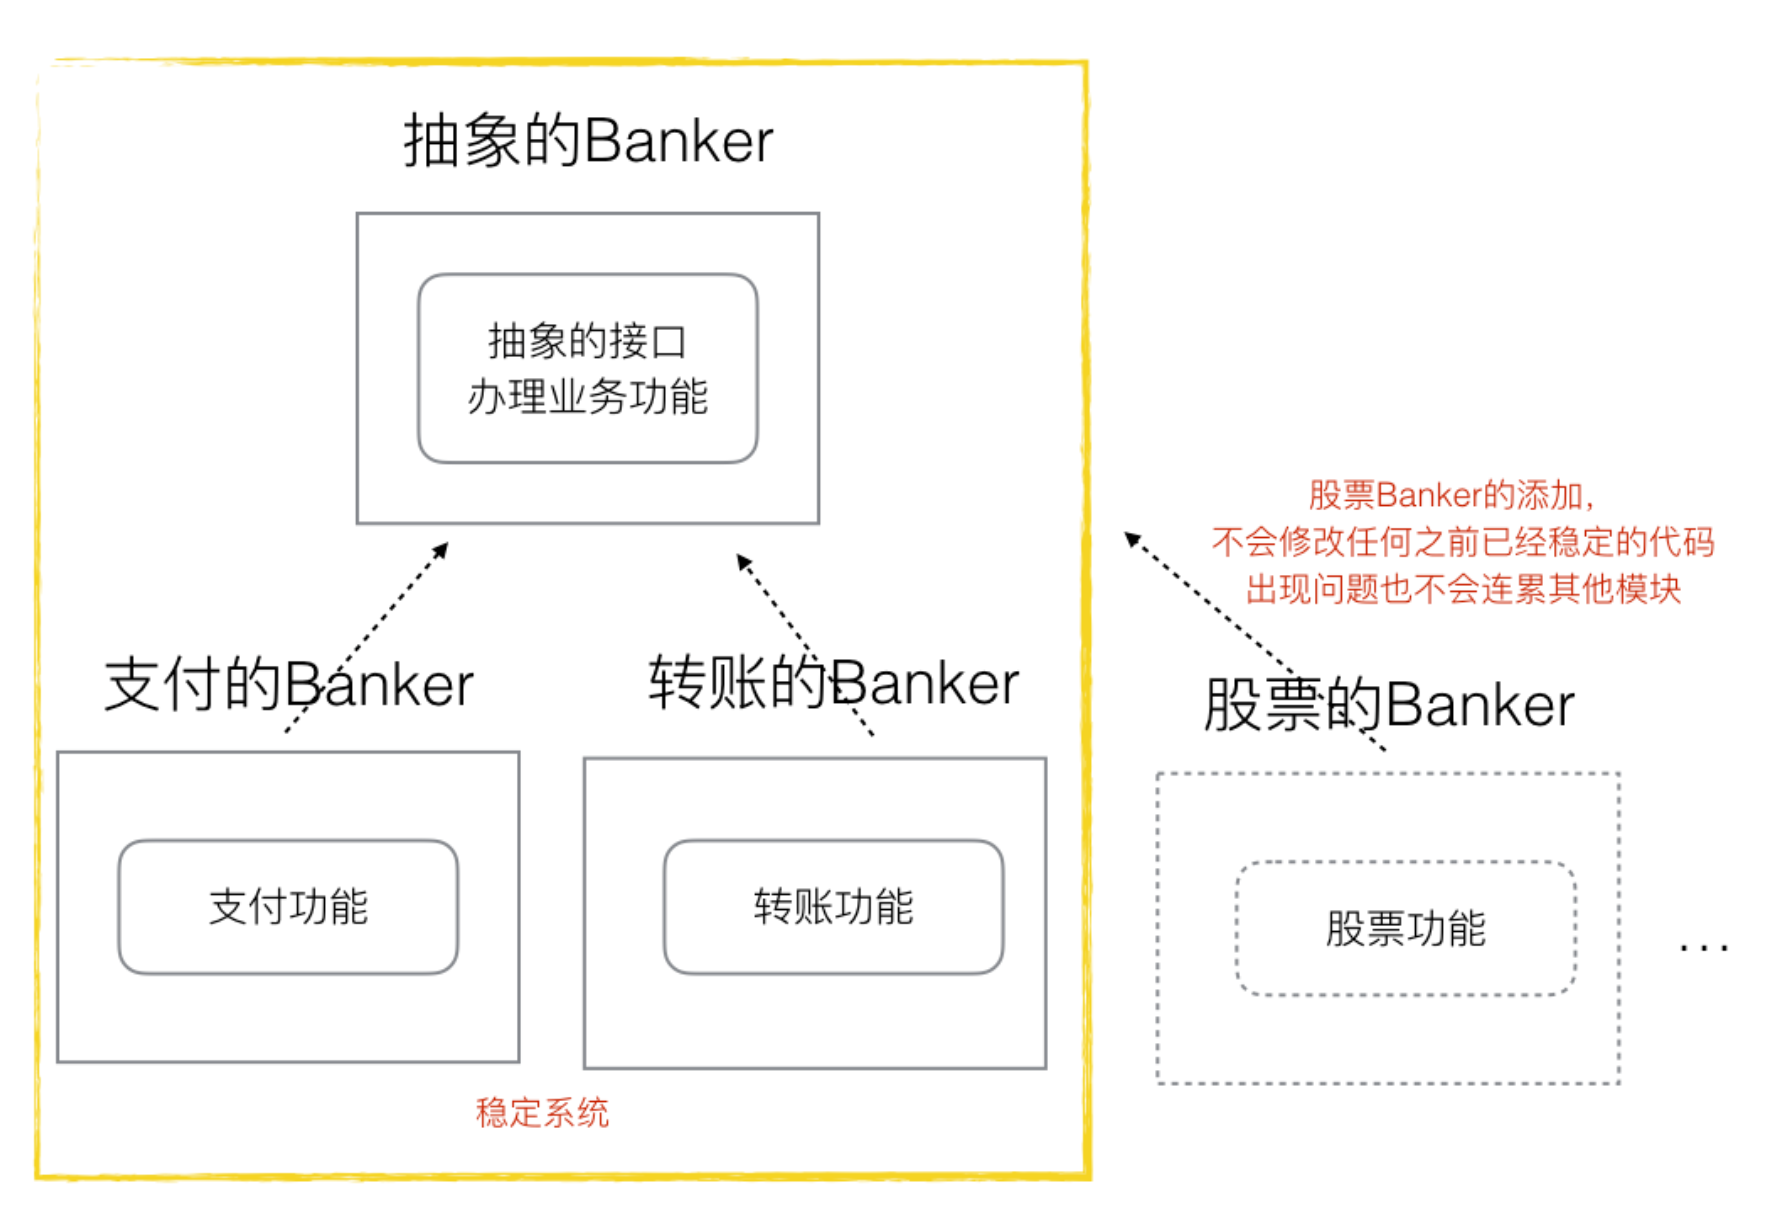 抽象的Banker
抽象的接口
办理业务功能
股票Banker的添加,
不会修改任何之前已经稳定的代码
出现问题也不会连累其他模块
支付的Banker
转账的Banker
股票的Banker
支付功能
转账功能
股票功能
...
稳定系统